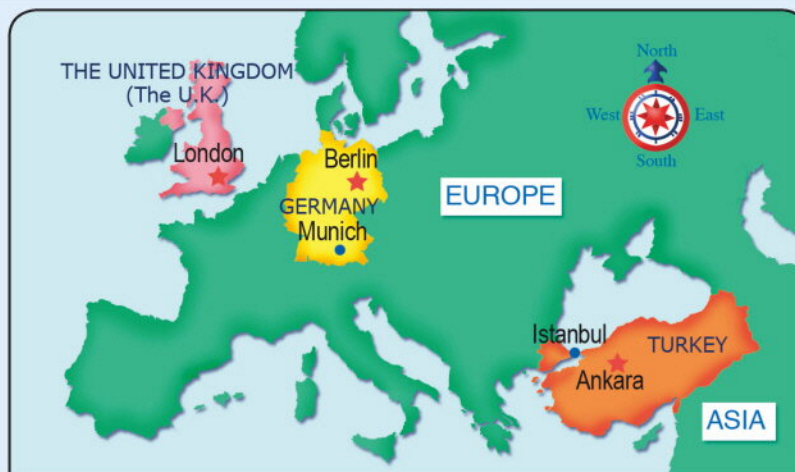 North
THE UNITED KINGDOM
(The U.K.)
West
East
South
London
Berlin
EUROPE
GERMANY
Munich
Istanbul
TURKEY
Ankara
ASIA